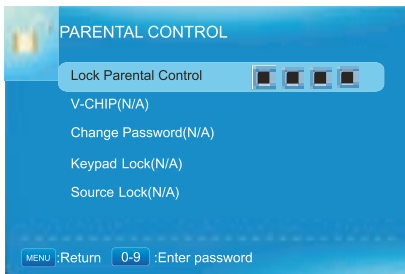 PARENTAL CONTROL
Lock Parental Control
V-CHIP(N/A)
Change Password(N/A)
Keypad Lock(N/A)
Source Lock(N/A)
MENU :Return 0-9 :Enter password